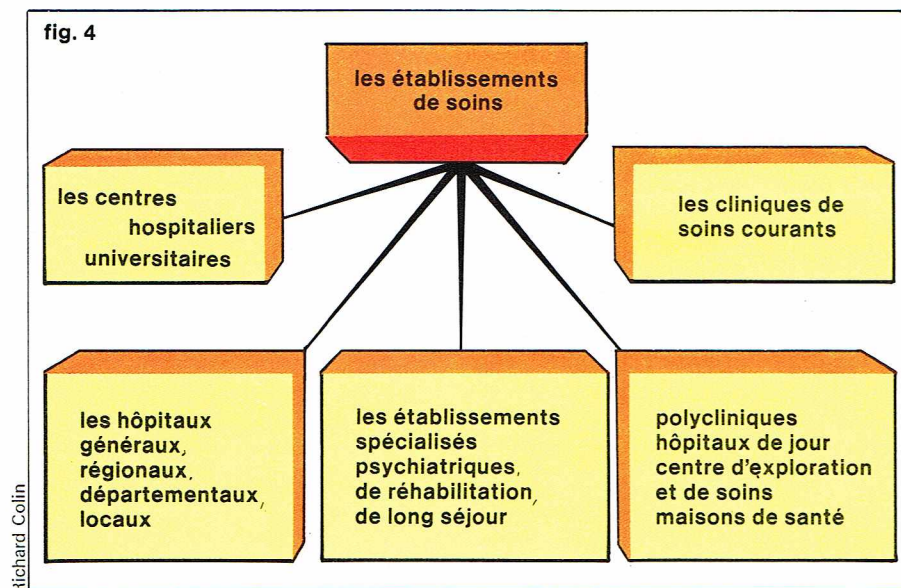 fig. 4
les établissements
de soins
les centres
hospitaliers
universitaires
les cliniques de
soins courants
les hôpitaux
généraux,
régionaux,
départementaux,
locaux
les établissements
spécialisés
psychiatriques,
de réhabilitation,
de long séjour
polycliniques
hôpitaux de jour
centre d'exploration
et de soins
maisons de santé
Richard Colin